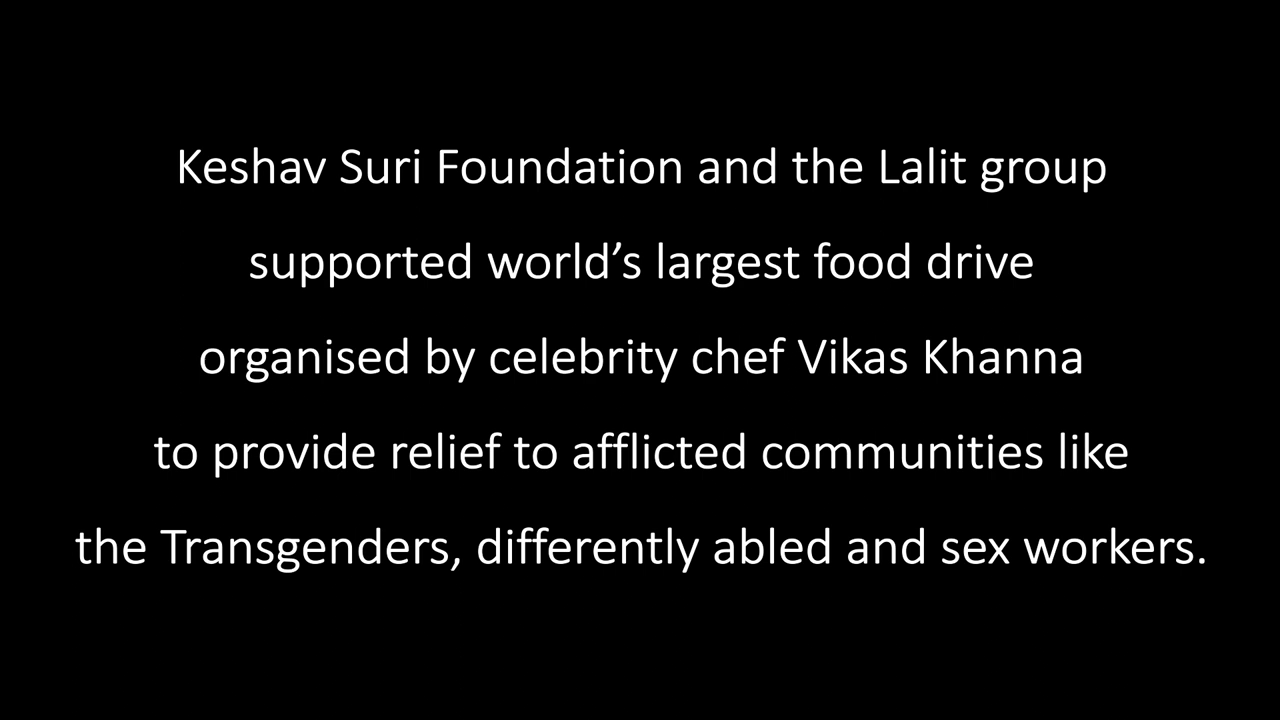 Keshav Suri Foundation and the Lalit group
supported world’s largest food drive
organised by celebrity chef Vikas Khanna
to provide relief to afflicted communities like
the Transgenders, differently abled and sex workers.